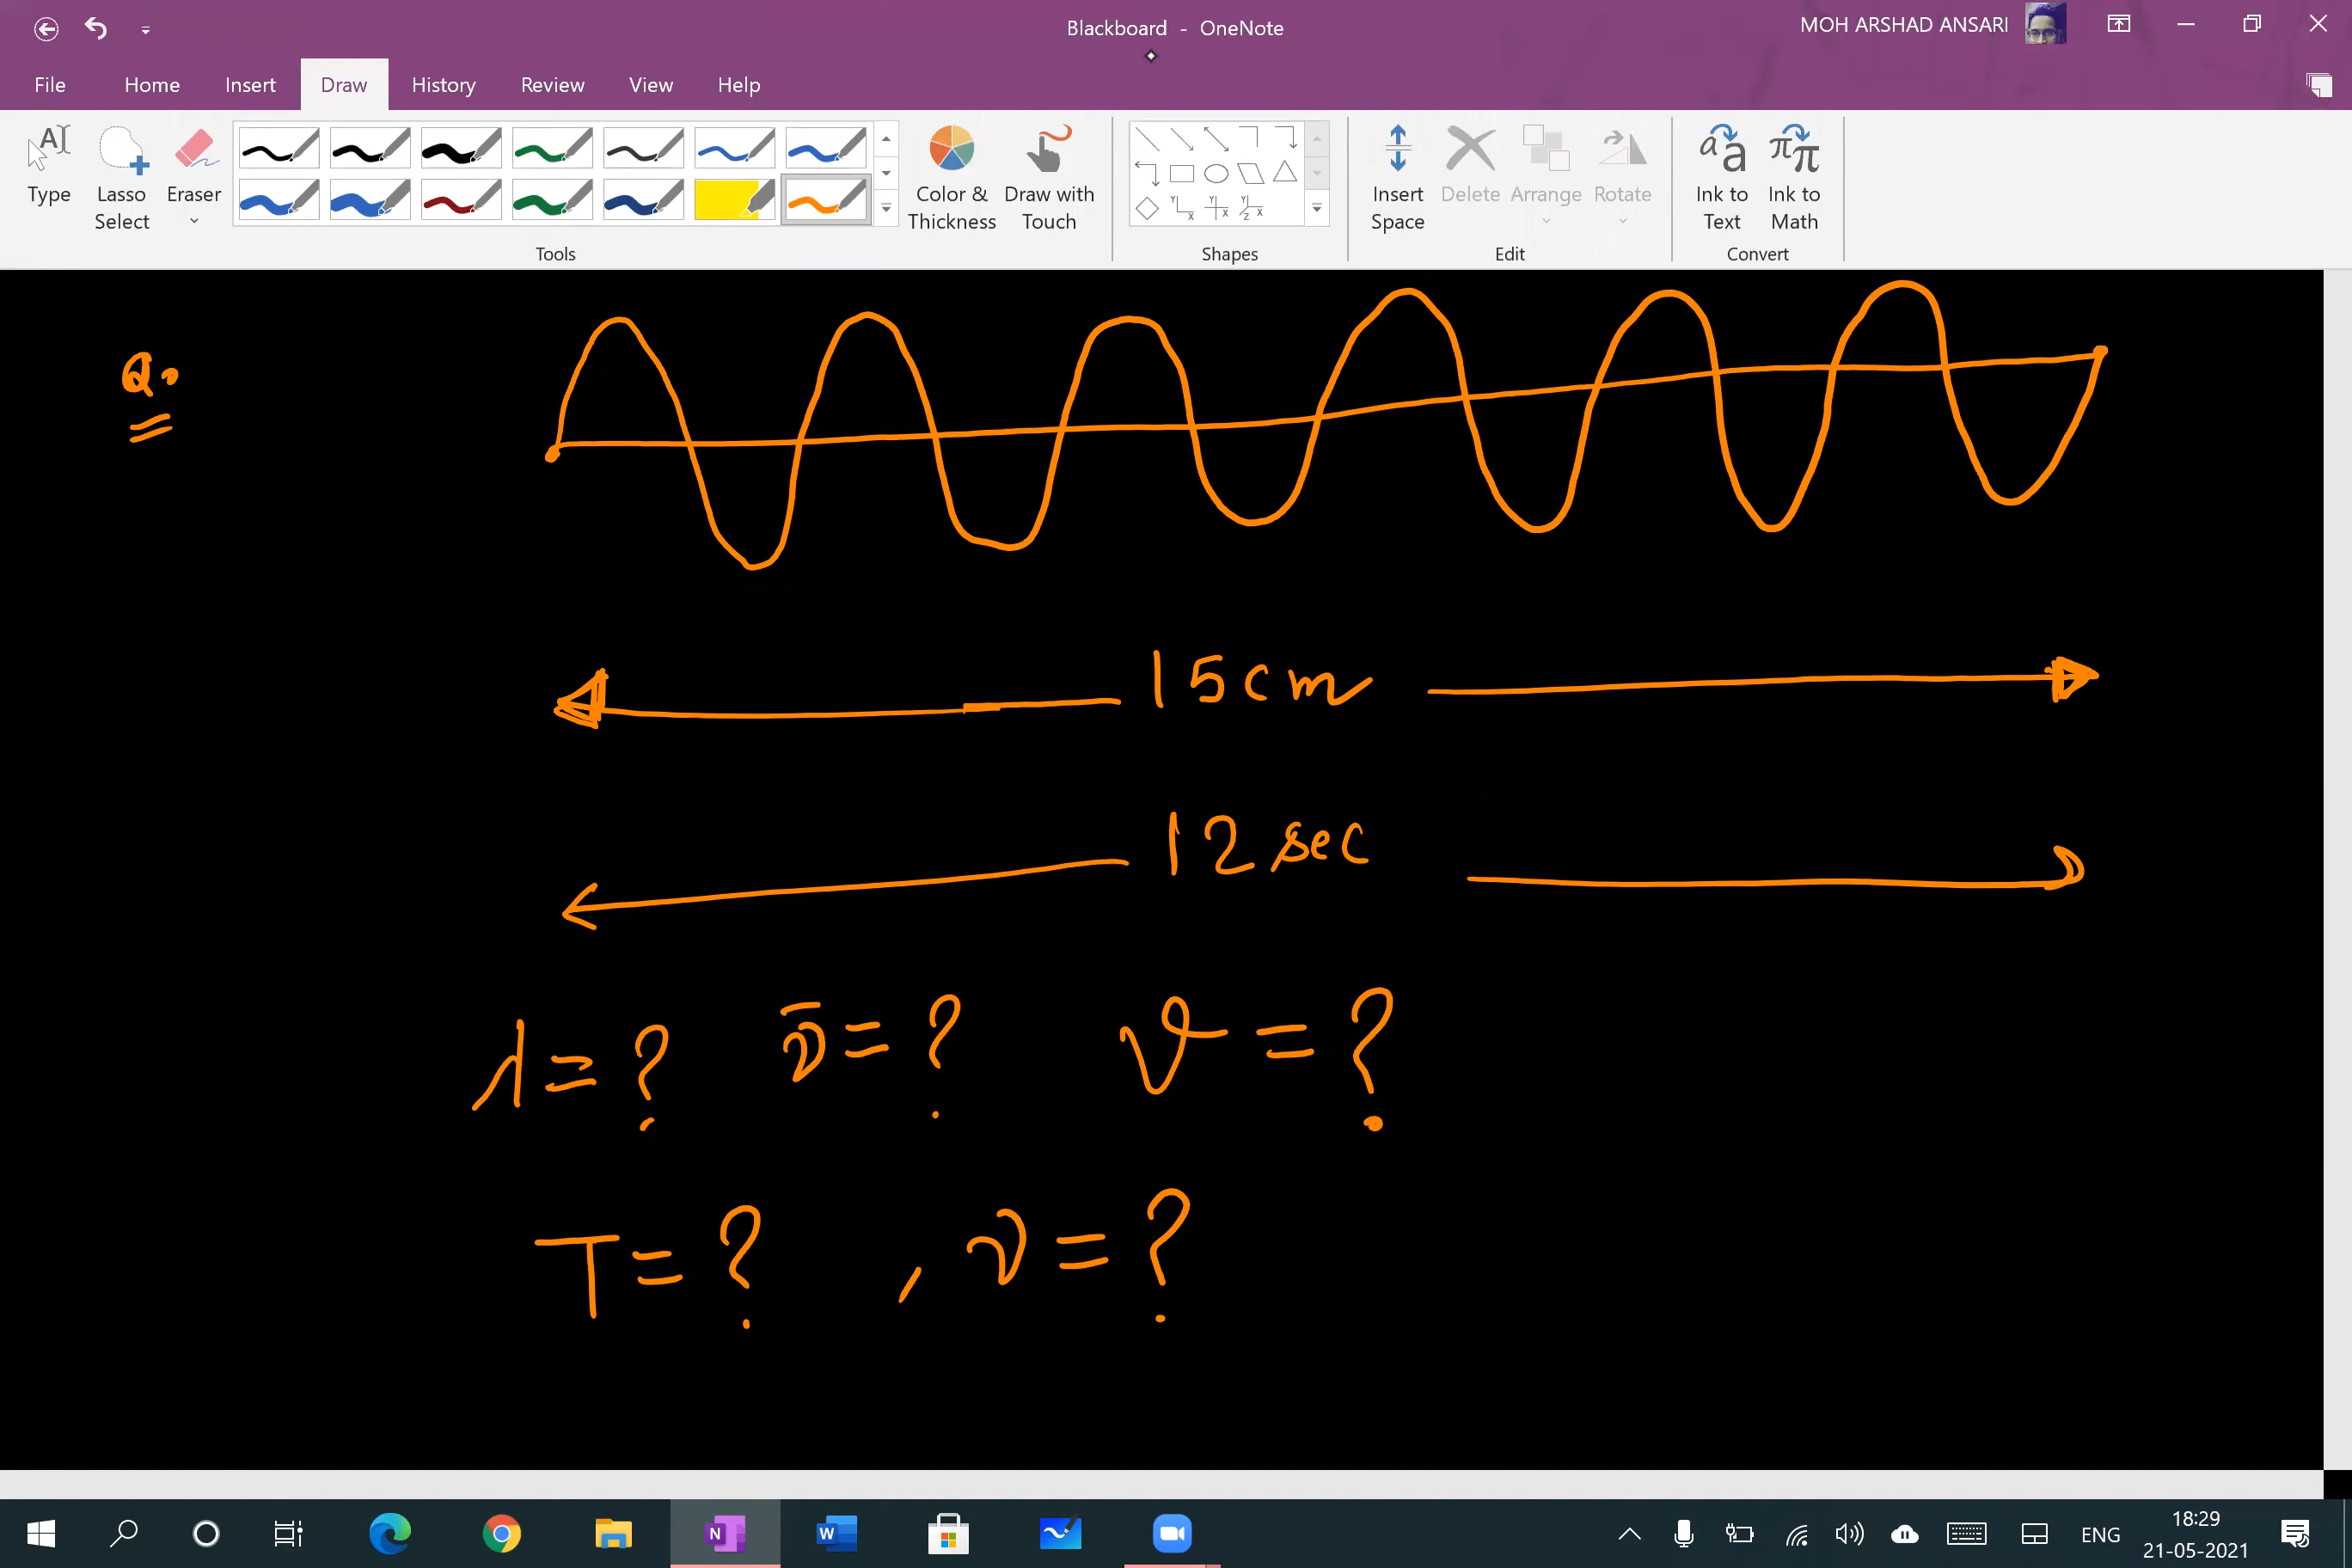 Blackboard - OneNote
MOH ARSHAD ANSARI
File Home Insert Draw History Review View Help
Type
Lasso Select
Eraser
Color & Thickness
Draw with Touch
Insert Space
Delete
Arrange
Rotate
Ink to Text
Ink to Math
Tools Shapes Edit Convert
Q.
15cm
12 sec
λ = ? ν̄ = ? v = ?
T = ? , ν = ?
ENG
18:29
21-05-2021